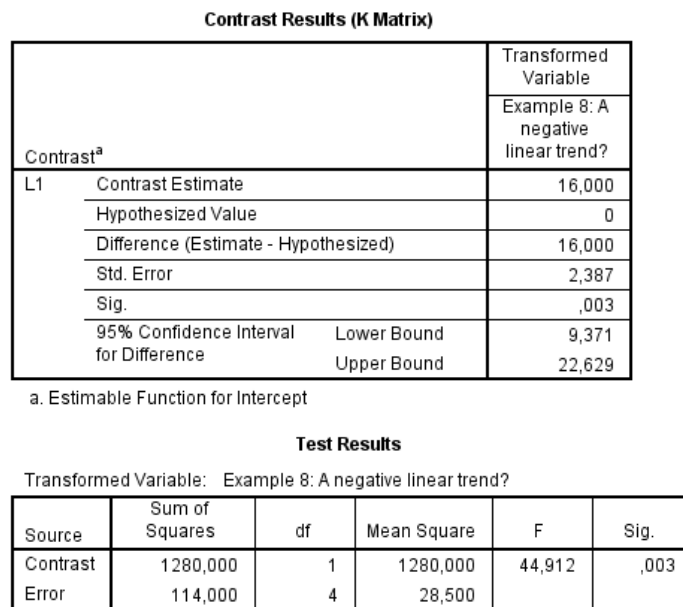 Contrast Results (K Matrix)
Transformed
Variable
Example 8: A
negative
linear trend?
Contrast^a
L1 Contrast Estimate 16,000
Hypothesized Value 0
Difference (Estimate - Hypothesized) 16,000
Std. Error 2,387
Sig. ,003
95% Confidence Interval Lower Bound 9,371
for Difference Upper Bound 22,629
a. Estimable Function for Intercept
Test Results
Transformed Variable: Example 8: A negative linear trend?
Source Sum of Squares df Mean Square F Sig.
Contrast 1280,000 1 1280,000 44,912 ,003
Error 114,000 4 28,500